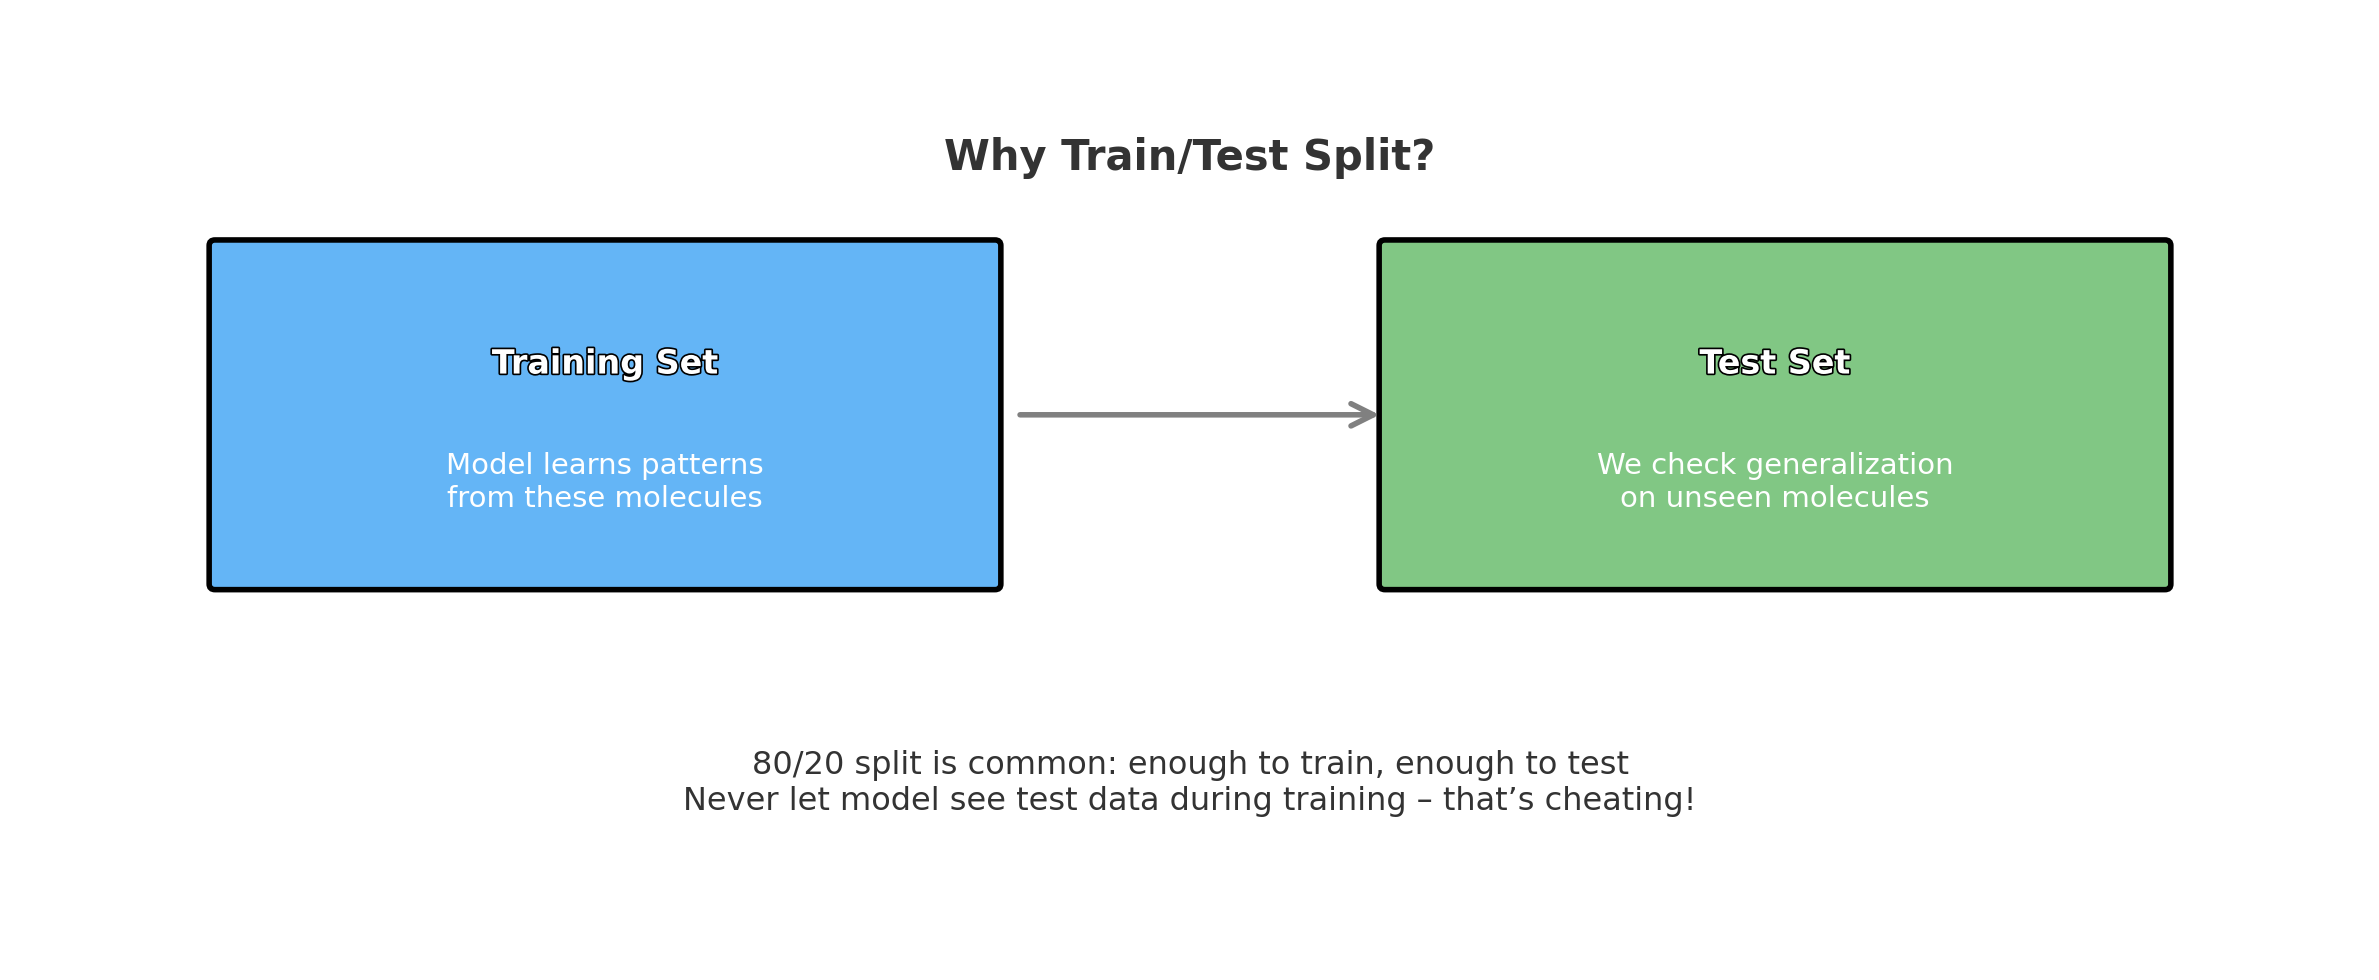 Why Train/Test Split?
Training Set
Model learns patterns
from these molecules
Test Set
We check generalization
on unseen molecules
80/20 split is common: enough to train, enough to test
Never let model see test data during training – that’s cheating!